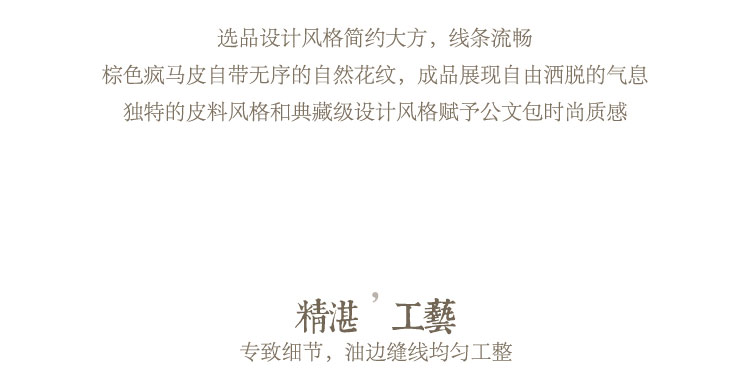 选品设计风格简约大方，线条流畅
棕色疯马皮自带无序的自然花纹，成品展现自由洒脱的气息
独特的皮料风格和典藏级设计风格赋予公文包时尚质感
精湛 ’ 工藝
专致细节，油边缝线均匀工整